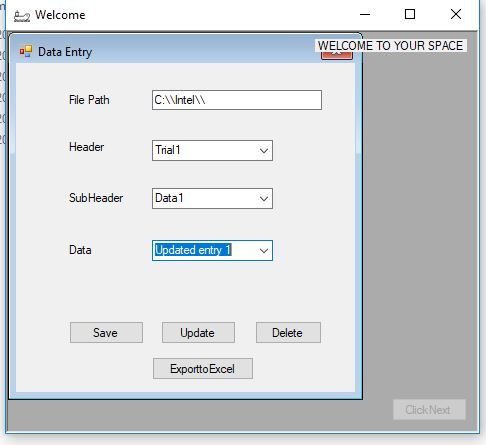 Welcome
WELCOME TO YOUR SPACE
Data Entry
File Path C:\\Intel\\
Header Trial1
SubHeader Data1
Data Updated entry 1
Save Update Delete
ExporttoExcel
ClickNext